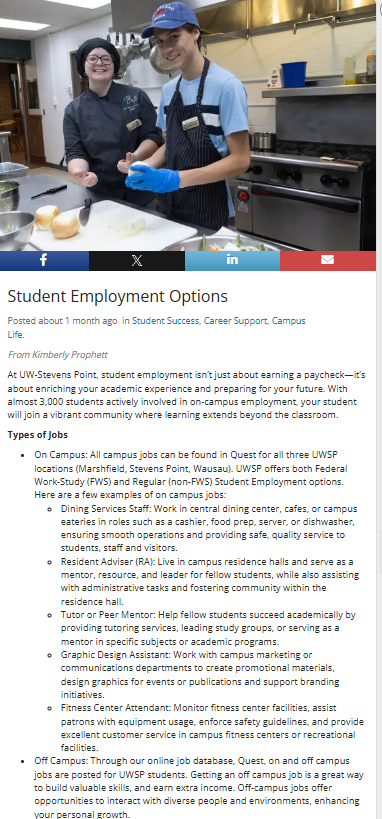 Student Employment Options
Posted about 1 month ago in Student Success, Career Support, Campus
Life.
From Kimberly Prophett
At UW-Stevens Point, student employment isn't just about earning a paycheck—it's
about enriching your academic experience and preparing for your future. With
almost 3,000 students actively involved in on-campus employment, your student
will join a vibrant community where learning extends beyond the classroom.
Types of Jobs
• On Campus: All campus jobs can be found in Quest for all three UWSP
locations (Marshfield, Stevens Point, Wausau). UWSP offers both Federal
Work-Study (FWS) and Regular (non-FWS) Student Employment options.
Here are a few examples of on campus jobs:
◦ Dining Services Staff: Work in central dining center, cafes, or campus
eateries in roles such as a cashier, food prep, server, or dishwasher,
ensuring smooth operations and providing safe, quality service to
students, staff and visitors.
◦ Resident Adviser (RA): Live in campus residence halls and serve as a
mentor, resource, and leader for fellow students, while also assisting
with administrative tasks and fostering community within the
residence hall.
◦ Tutor or Peer Mentor: Help fellow students succeed academically by
providing tutoring services, leading study groups, or serving as a
mentor in specific subjects or academic programs.
◦ Graphic Design Assistant: Work with campus marketing or
communications departments to create promotional materials,
design graphics for events or publications and support branding
initiatives.
◦ Fitness Center Attendant: Monitor fitness center facilities, assist
patrons with equipment usage, enforce safety guidelines, and provide
excellent customer service in campus fitness centers or recreational
facilities.
• Off Campus: Through our online job database, Quest, on and off campus
jobs are posted for UWSP students. Getting an off campus job is a great way
to build valuable skills, and earn extra income. Off-campus jobs offer
opportunities to interact with diverse people and environments, enhancing
your personal growth.